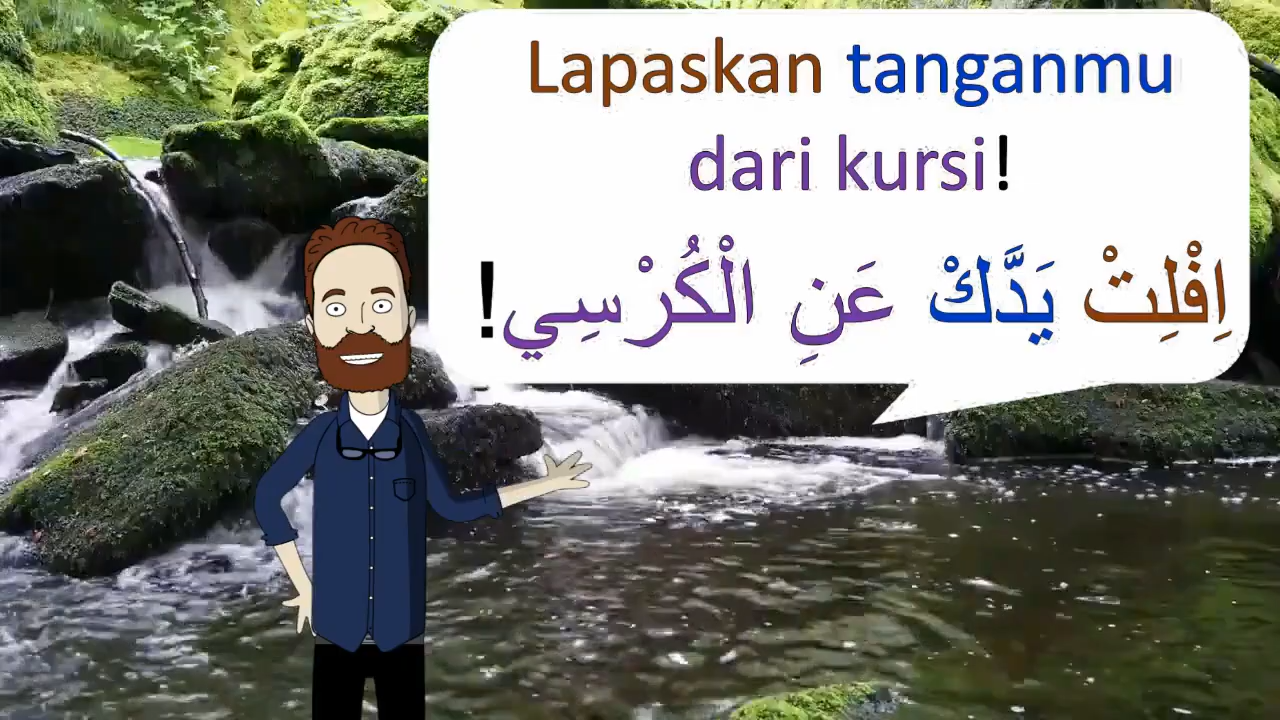 Lapaskan tanganmu
dari kursi!
اِفْلِتْ يَدَّكْ عَنِ الْكُرْسِي!